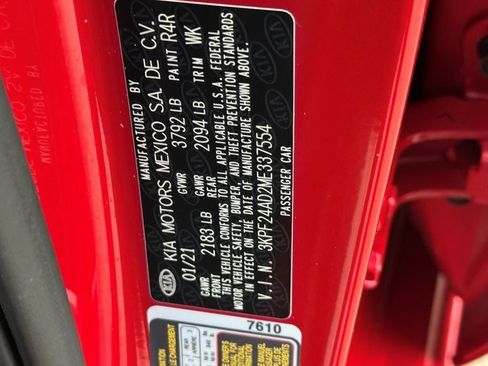 MANUFACTURED BY
KIA KIA MOTORS MEXICO S.A. DE C.V.
01/21 GVWR 3792 LB PAINT R4R
GAWR 2183 LB GAWR 2094 LB TRIM WK
THIS VEHICLE CONFORMS TO ALL APPLICABLE U.S.A. FEDERAL
MOTOR VEHICLE SAFETY, BUMPER, AND THEFT PREVENTION STANDARDS
IN EFFECT ON THE DATE OF MANUFACTURE SHOWN ABOVE.
V.I.N. 3KPF24AD2ME337554
PASSENGER CAR
7610